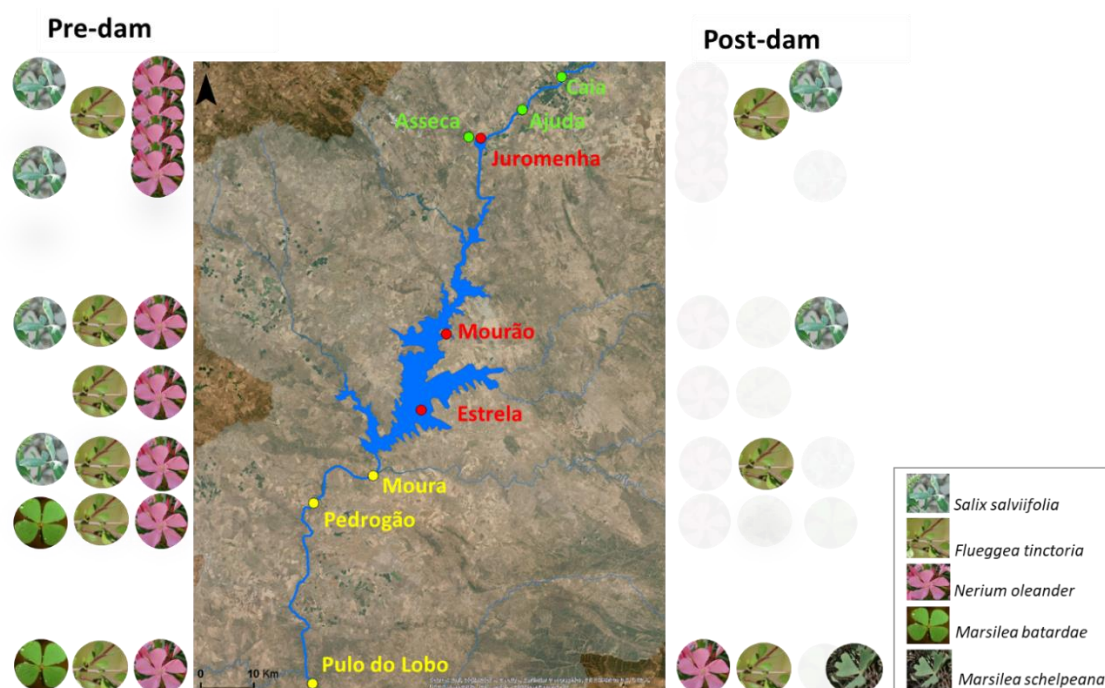 Pre-dam
Post-dam
Caia
Ajuda
Asseca
Juromenha
Mourão
Estrela
Moura
Pedrogão
Pulo do Lobo
0 10 Km
Salix salviifolia
Flueggea tinctoria
Nerium oleander
Marsilea batardae
Marsilea schelpeana